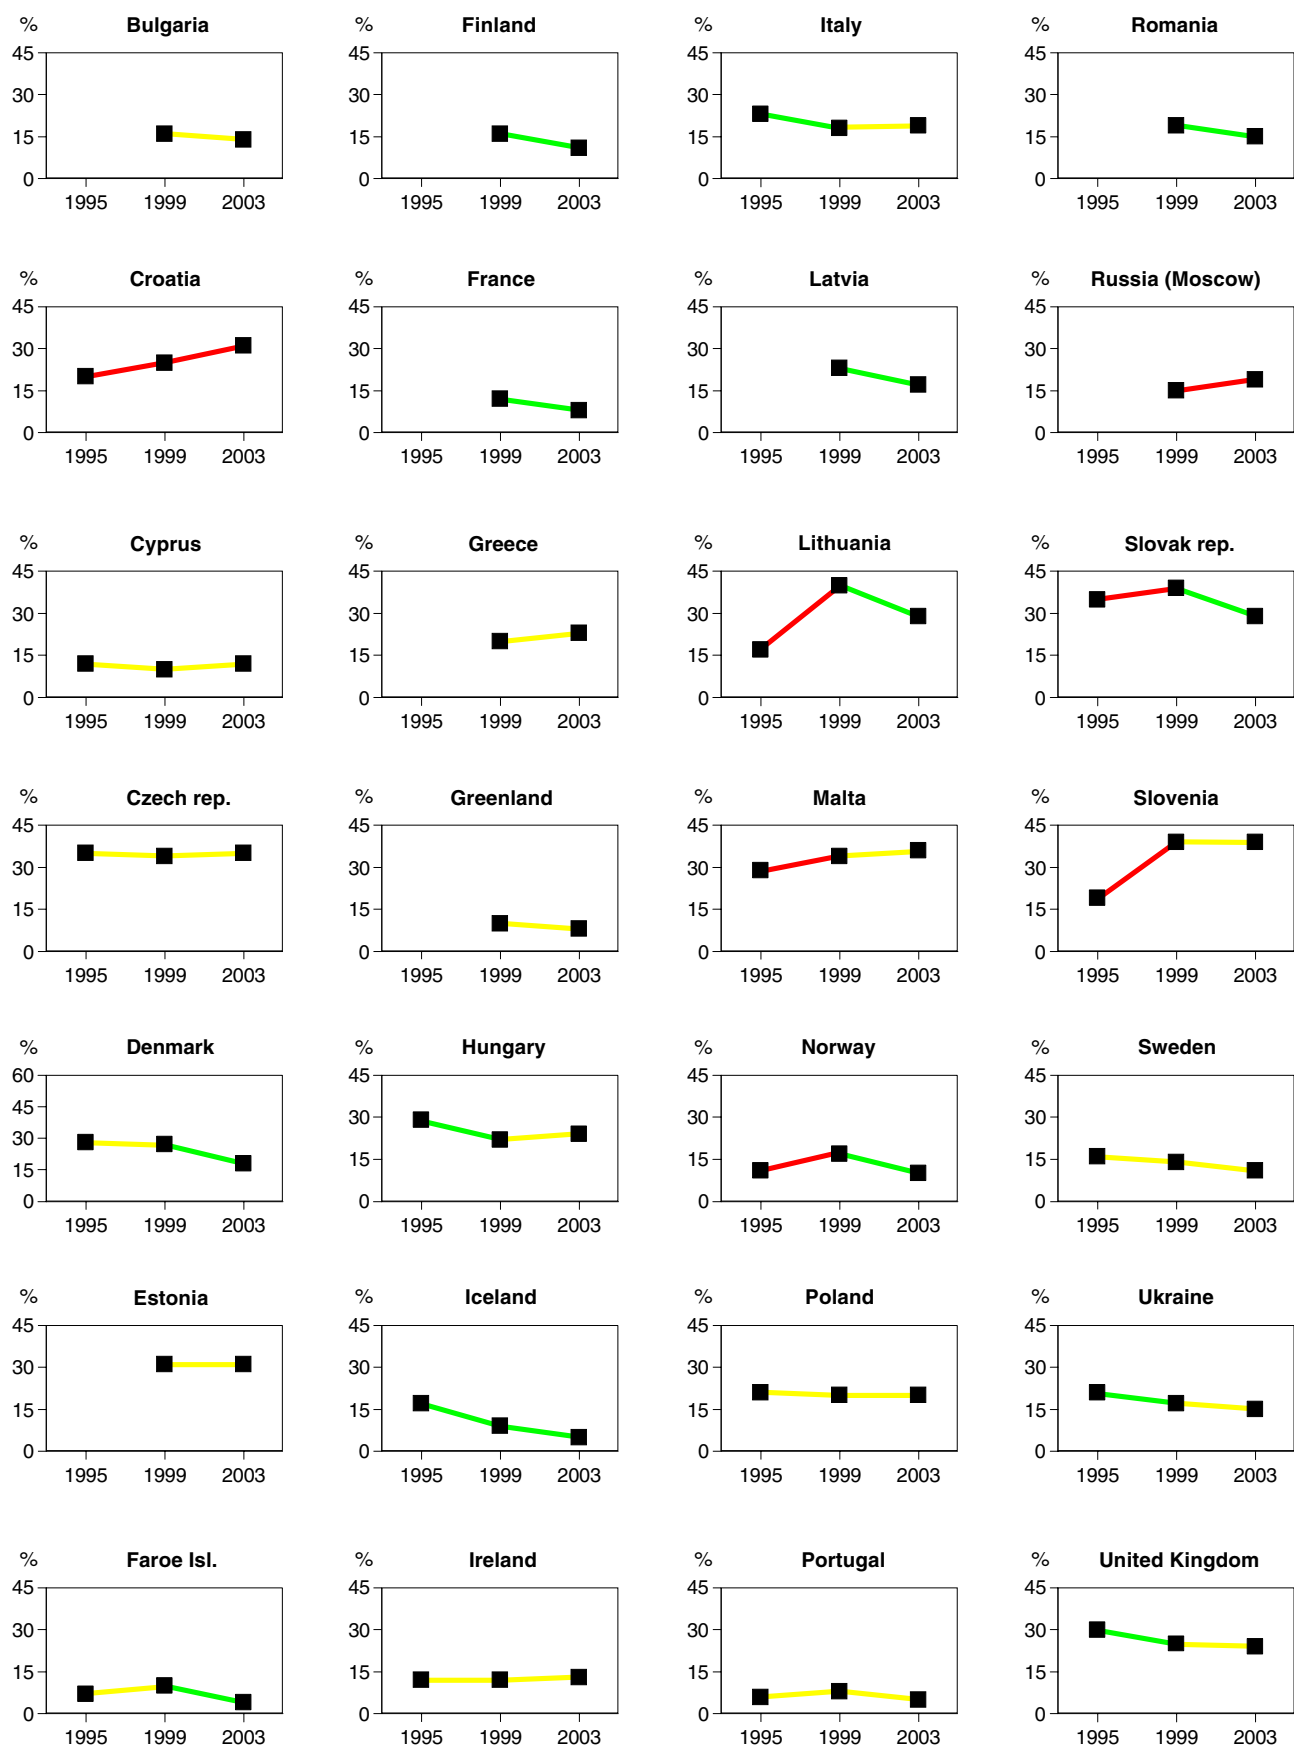 % Bulgaria % Finland % Italy % Romania
45 45 45 45
30 30 30 30
15 15 15 15
0 0 0 0
1995 1999 2003 1995 1999 2003 1995 1999 2003 1995 1999 2003
% Croatia % France % Latvia % Russia (Moscow)
45 45 45 45
30 30 30 30
15 15 15 15
0 0 0 0
1995 1999 2003 1995 1999 2003 1995 1999 2003 1995 1999 2003
% Cyprus % Greece % Lithuania % Slovak rep.
45 45 45 45
30 30 30 30
15 15 15 15
0 0 0 0
1995 1999 2003 1995 1999 2003 1995 1999 2003 1995 1999 2003
% Czech rep. % Greenland % Malta % Slovenia
45 45 45 45
30 30 30 30
15 15 15 15
0 0 0 0
1995 1999 2003 1995 1999 2003 1995 1999 2003 1995 1999 2003
% Denmark % Hungary % Norway % Sweden
60 45 45 45
45 30 30 30
30 15 15 15
15 0 0 0
0
1995 1999 2003 1995 1999 2003 1995 1999 2003 1995 1999 2003
% Estonia % Iceland % Poland % Ukraine
45 45 45 45
30 30 30 30
15 15 15 15
0 0 0 0
1995 1999 2003 1995 1999 2003 1995 1999 2003 1995 1999 2003
% Faroe Isl. % Ireland % Portugal % United Kingdom
45 45 45 45
30 30 30 30
15 15 15 15
0 0 0 0
1995 1999 2003 1995 1999 2003 1995 1999 2003 1995 1999 2003